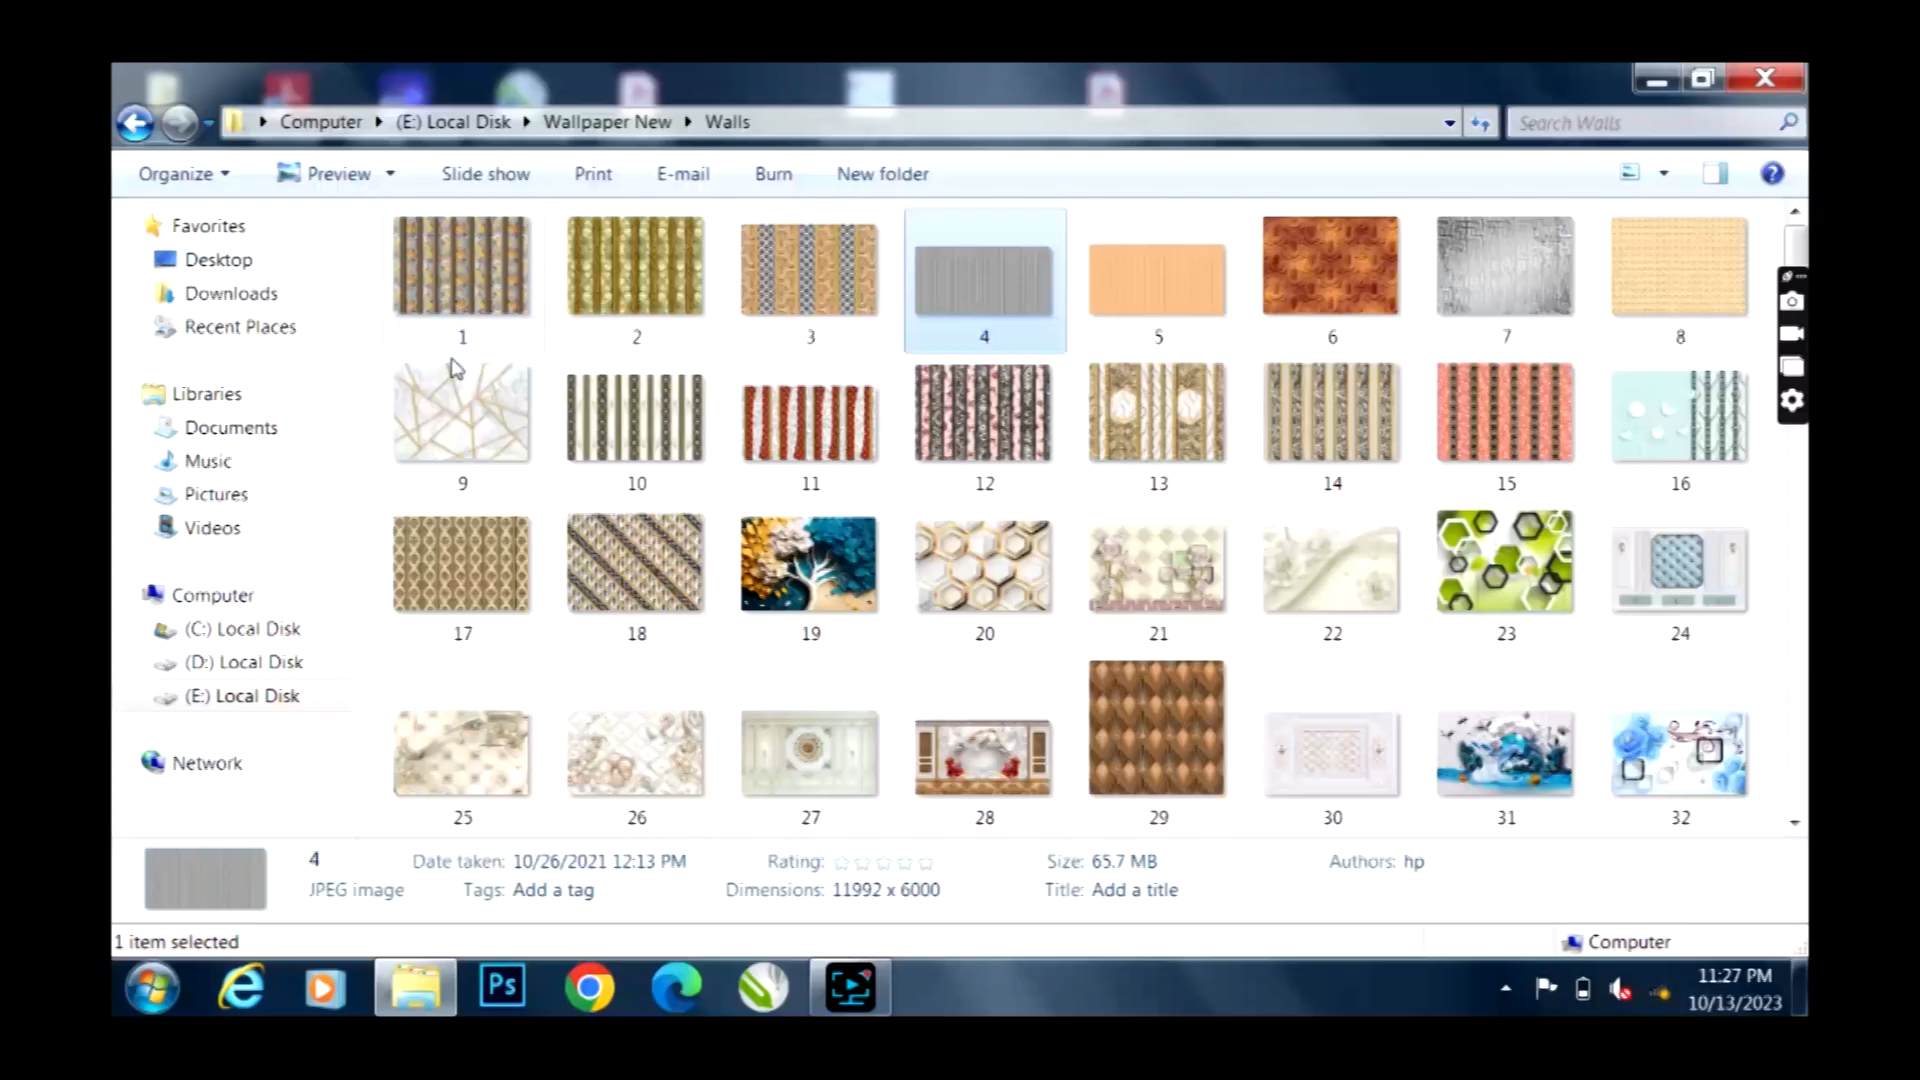 Computer ▸ (E:) Local Disk ▸ Wallpaper New ▸ Walls
Search Walls
Organize Preview Slide show Print E-mail Burn New folder
Favorites
Desktop
Downloads
Recent Places
Libraries
Documents
Music
Pictures
Videos
Computer
(C:) Local Disk
(D:) Local Disk
(E:) Local Disk
Network
1 2 3 4 5 6 7 8
9 10 11 12 13 14 15 16
17 18 19 20 21 22 23 24
25 26 27 28 29 30 31 32
4 Date taken: 10/26/2021 12:13 PM Rating: Size: 65.7 MB Authors: hp
JPEG image Tags: Add a tag Dimensions: 11992 x 6000 Title: Add a title
1 item selected Computer
Ps
11:27 PM
10/13/2023